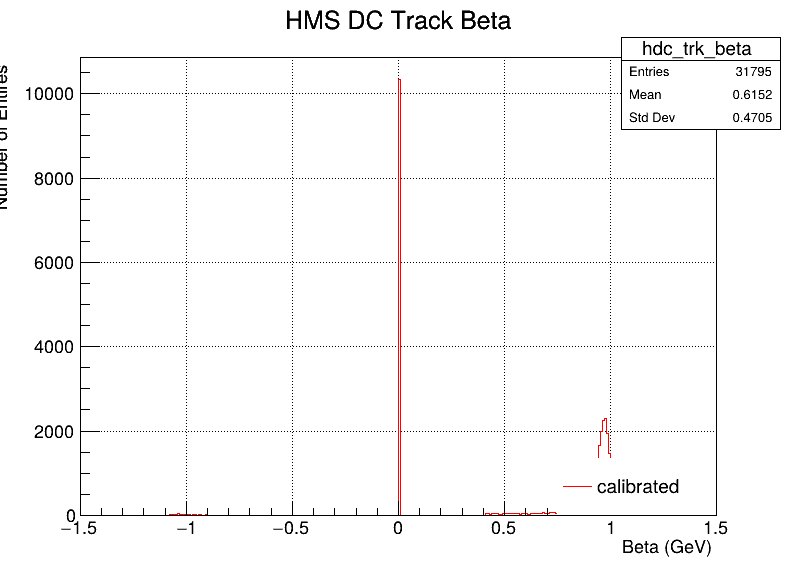 HMS DC Track Beta
hdc_trk_beta
Entries 31795
Mean 0.6152
Std Dev 0.4705
Number of Entires
10000
8000
6000
4000
2000
0
calibrated
−1.5 −1 −0.5 0 0.5 1 1.5
Beta (GeV)